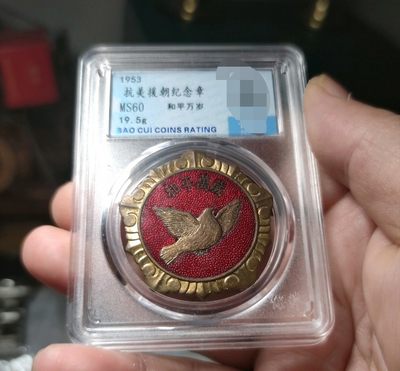 1953
抗美援朝纪念章
MS60 和平万岁
19.5g
BAO CUI COINS RATING
歲萬平和